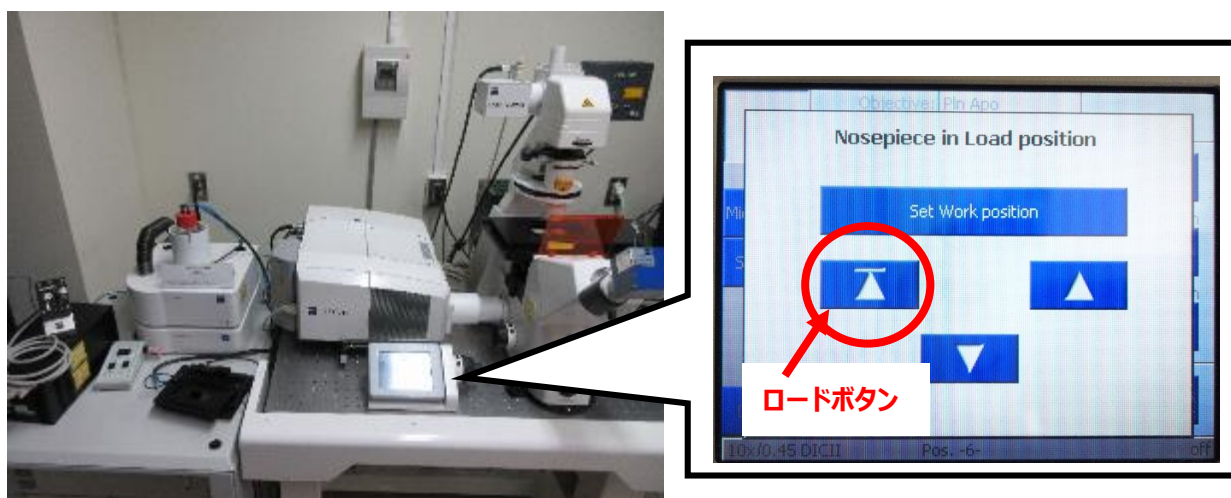 Objective: Pln Apo
Nosepiece in Load position
Set Work position
ロードボタン
10x/0.45 DICII
Pos. -6-
off